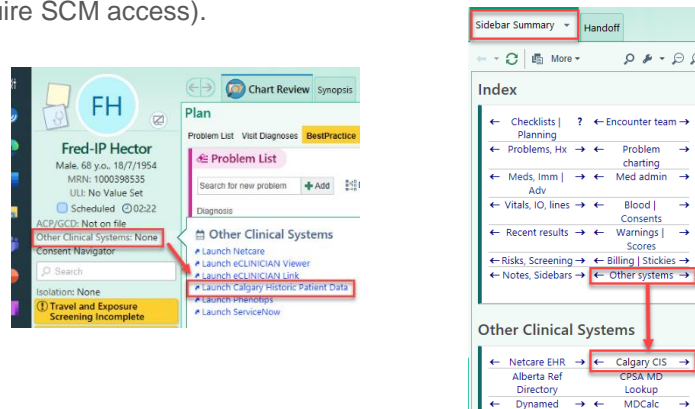 uire SCM access).
FH
Fred-IP Hector
Male, 68 y.o., 18/7/1954
MRN: 1000398535
ULI: No Value Set
Scheduled 02:22
ACP/GCD: Not on file
Other Clinical Systems: None
Consent Navigator
Search
Isolation: None
Travel and Exposure
Screening Incomplete
Chart Review Synopsis
Plan
Problem List Visit Diagnoses BestPractice
Problem List
Search for new problem Add
Diagnosis
Other Clinical Systems
Launch Netcare
Launch eCLINICIAN Viewer
Launch eCLINICIAN Link
Launch Calgary Historic Patient Data
Launch Phenotips
Launch ServiceNow
Sidebar Summary Handoff
More
Index
← Checklists | ? ← Encounter team →
Planning
← Problems, Hx → ← Problem →
charting
← Meds, Imm | → ← Med admin →
Adv
← Vitals, IO, lines → ← Blood | →
Consents
← Recent results → ← Warnings | →
Scores
← Risks, Screening → ← Billing | Stickies →
← Notes, Sidebars → ← Other systems →
Other Clinical Systems
← Netcare EHR → ← Calgary CIS →
Alberta Ref CPSA MD
Directory Lookup
← Dynamed → ← MDCalc →